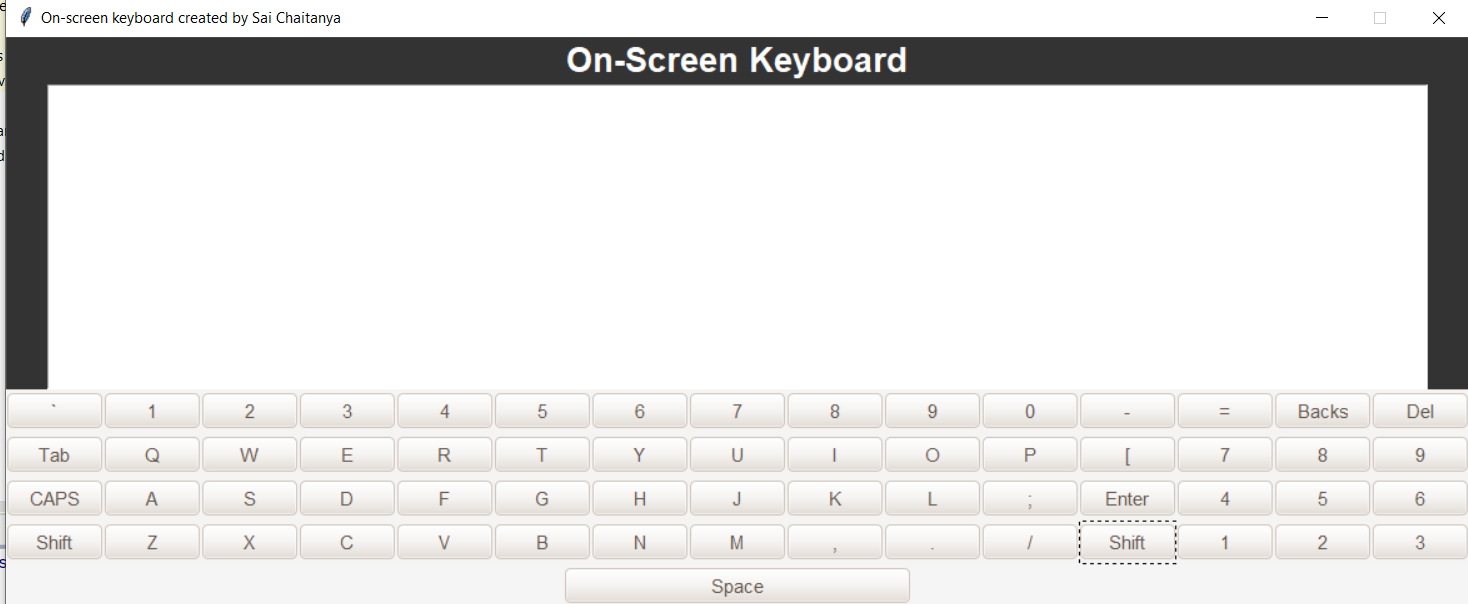 On-screen keyboard created by Sai Chaitanya
On-Screen Keyboard
` 1 2 3 4 5 6 7 8 9 0 - = Backs Del
Tab Q W E R T Y U I O P [ 7 8 9
CAPS A S D F G H J K L ; Enter 4 5 6
Shift Z X C V B N M , . / Shift 1 2 3
Space